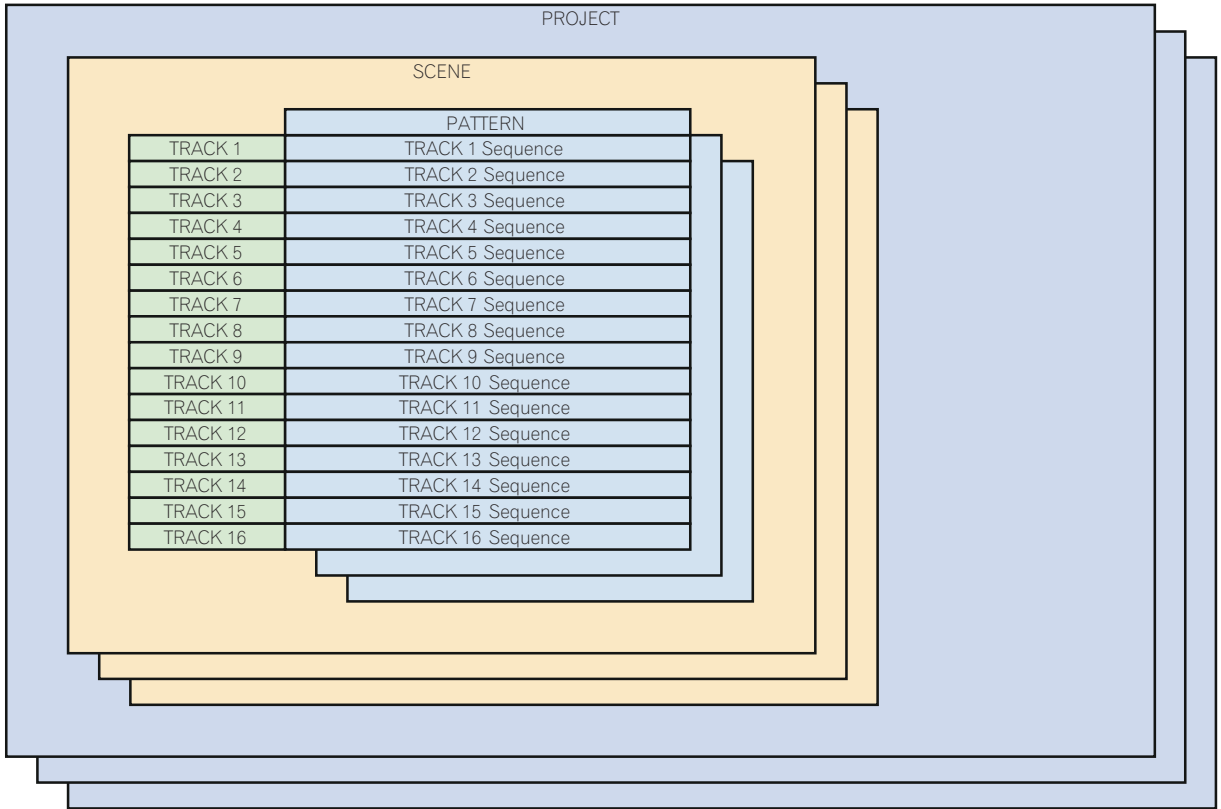 PROJECT
SCENE
PATTERN
TRACK 1 TRACK 1 Sequence
TRACK 2 TRACK 2 Sequence
TRACK 3 TRACK 3 Sequence
TRACK 4 TRACK 4 Sequence
TRACK 5 TRACK 5 Sequence
TRACK 6 TRACK 6 Sequence
TRACK 7 TRACK 7 Sequence
TRACK 8 TRACK 8 Sequence
TRACK 9 TRACK 9 Sequence
TRACK 10 TRACK 10 Sequence
TRACK 11 TRACK 11 Sequence
TRACK 12 TRACK 12 Sequence
TRACK 13 TRACK 13 Sequence
TRACK 14 TRACK 14 Sequence
TRACK 15 TRACK 15 Sequence
TRACK 16 TRACK 16 Sequence